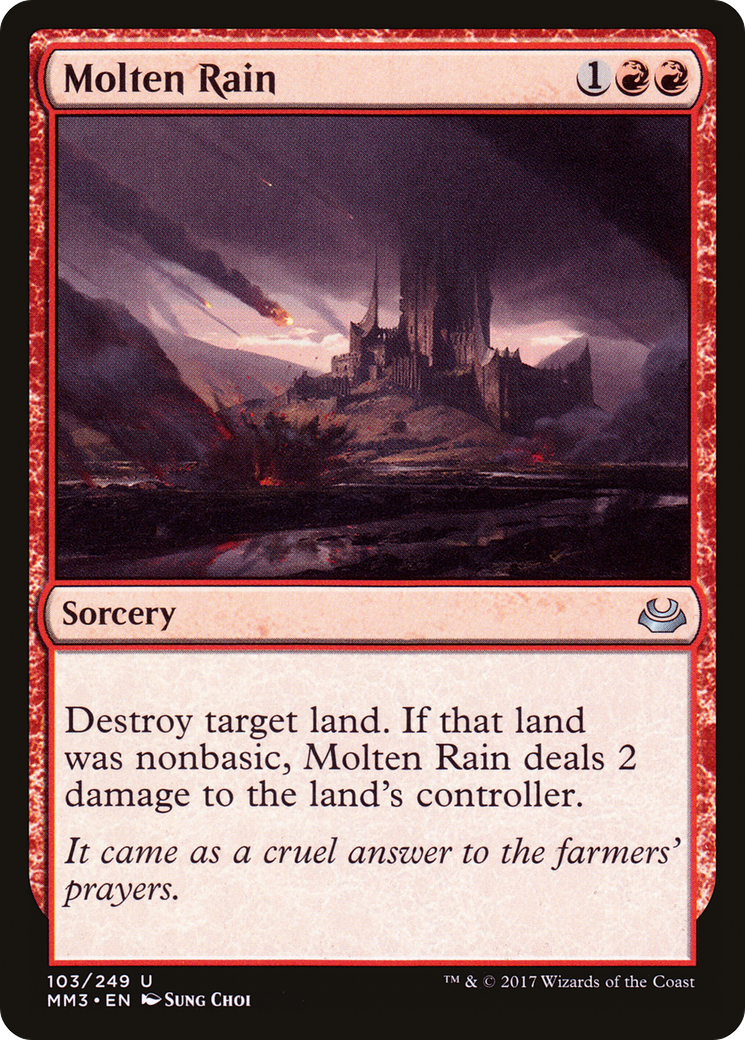 Molten Rain 1
Sorcery
Destroy target land. If that land
was nonbasic, Molten Rain deals 2
damage to the land's controller.
It came as a cruel answer to the farmers'
prayers.
103/249 U
™ & © 2017 Wizards of the Coast
MM3 • EN Sung Choi